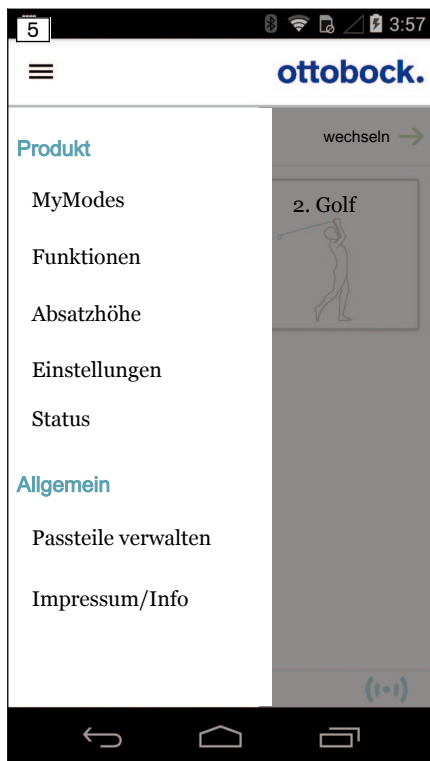 5
3:57
ottobock.
Produkt
wechseln
MyModes
2. Golf
Funktionen
Absatzhöhe
Einstellungen
Status
Allgemein
Passteile verwalten
Impressum/Info